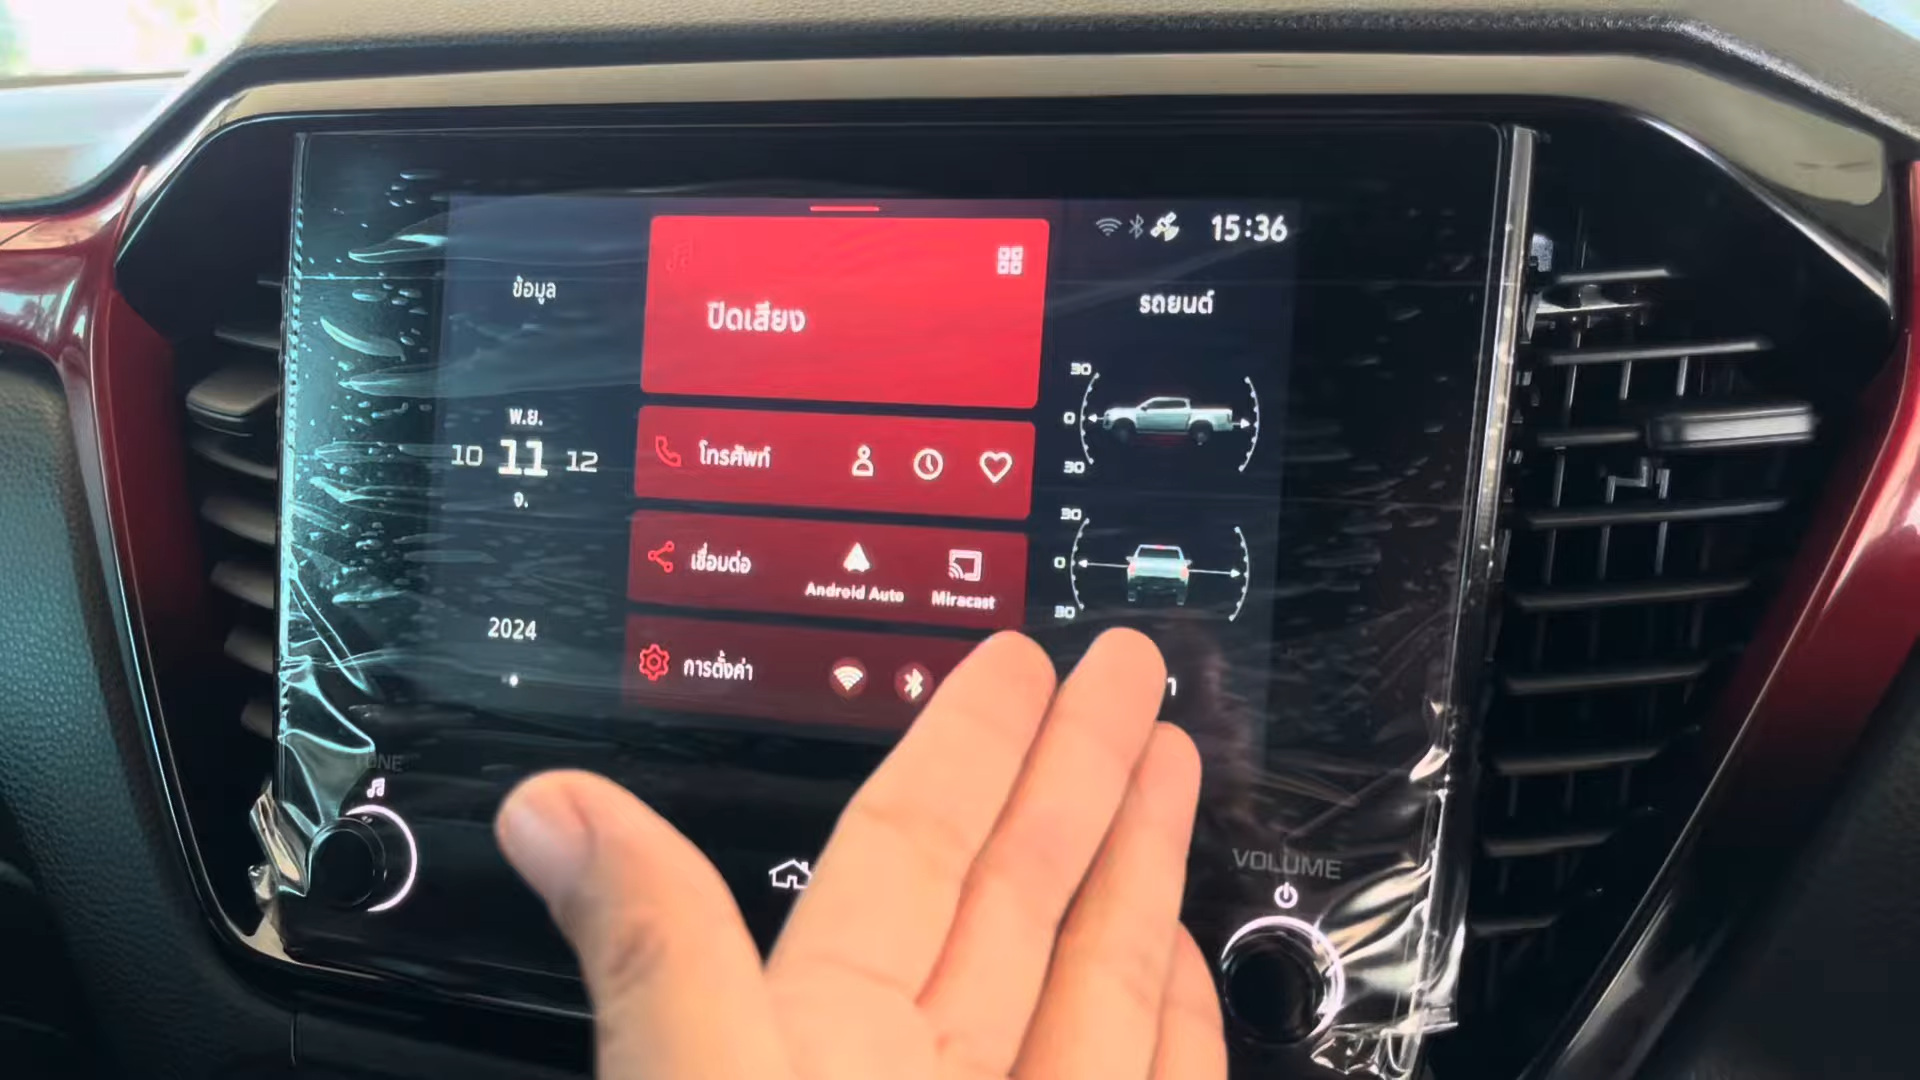 15:36
ข้อมูล
ปิดเสียง
รถยนต์
พ.ย.
10 11 12
จ.
2024
โทรศัพท์
เชื่อมต่อ
Android Auto
Miracast
การตั้งค่า
30
0
30
30
0
30
TONE
VOLUME